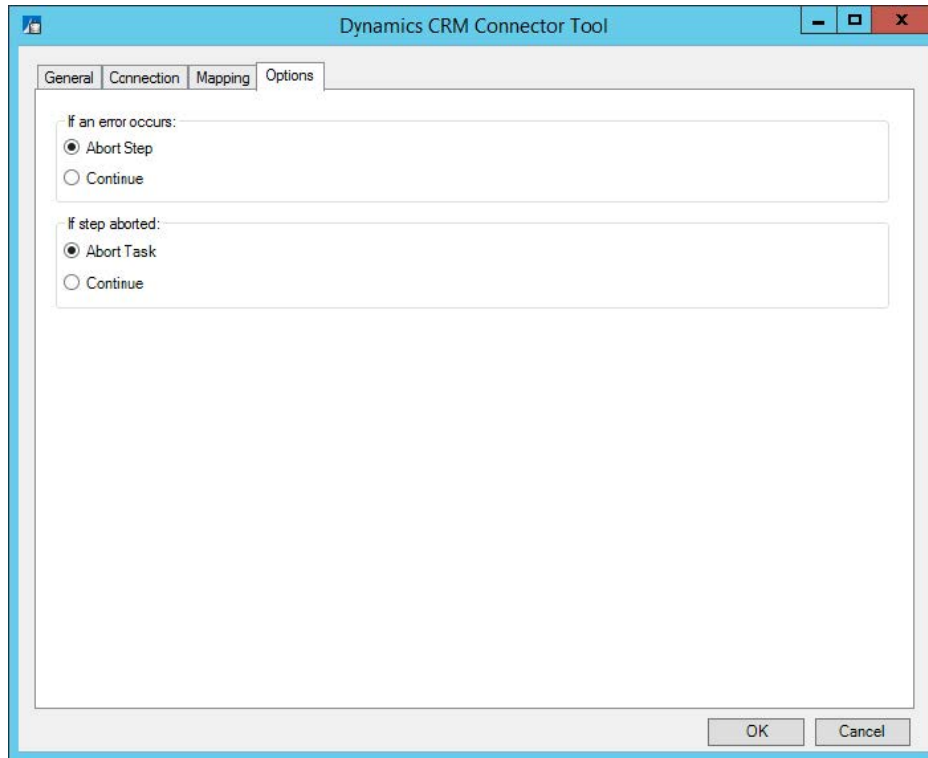 Dynamics CRM Connector Tool
General Connection Mapping Options
If an error occurs:
Abort Step
Continue
If step aborted:
Abort Task
Continue
OK Cancel